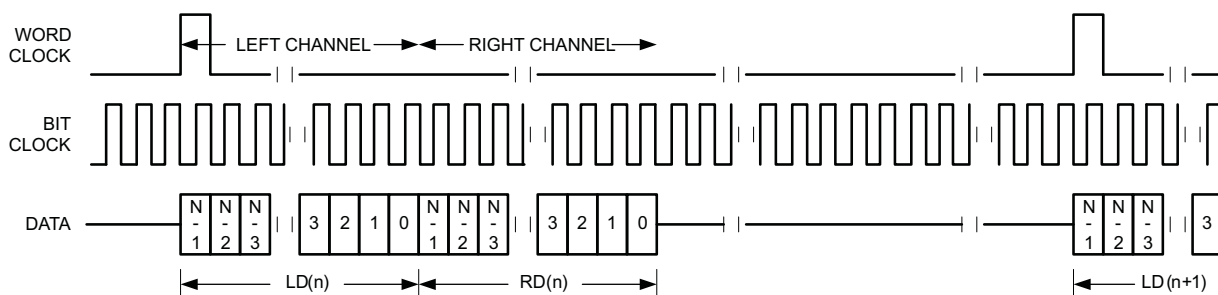 WORD
CLOCK
LEFT CHANNEL
RIGHT CHANNEL
BIT
CLOCK
DATA
N-1 N-2 N-3 3 2 1 0 N-1 N-2 N-3 3 2 1 0 N-1 N-2 N-3 3
LD(n) RD(n) LD(n+1)